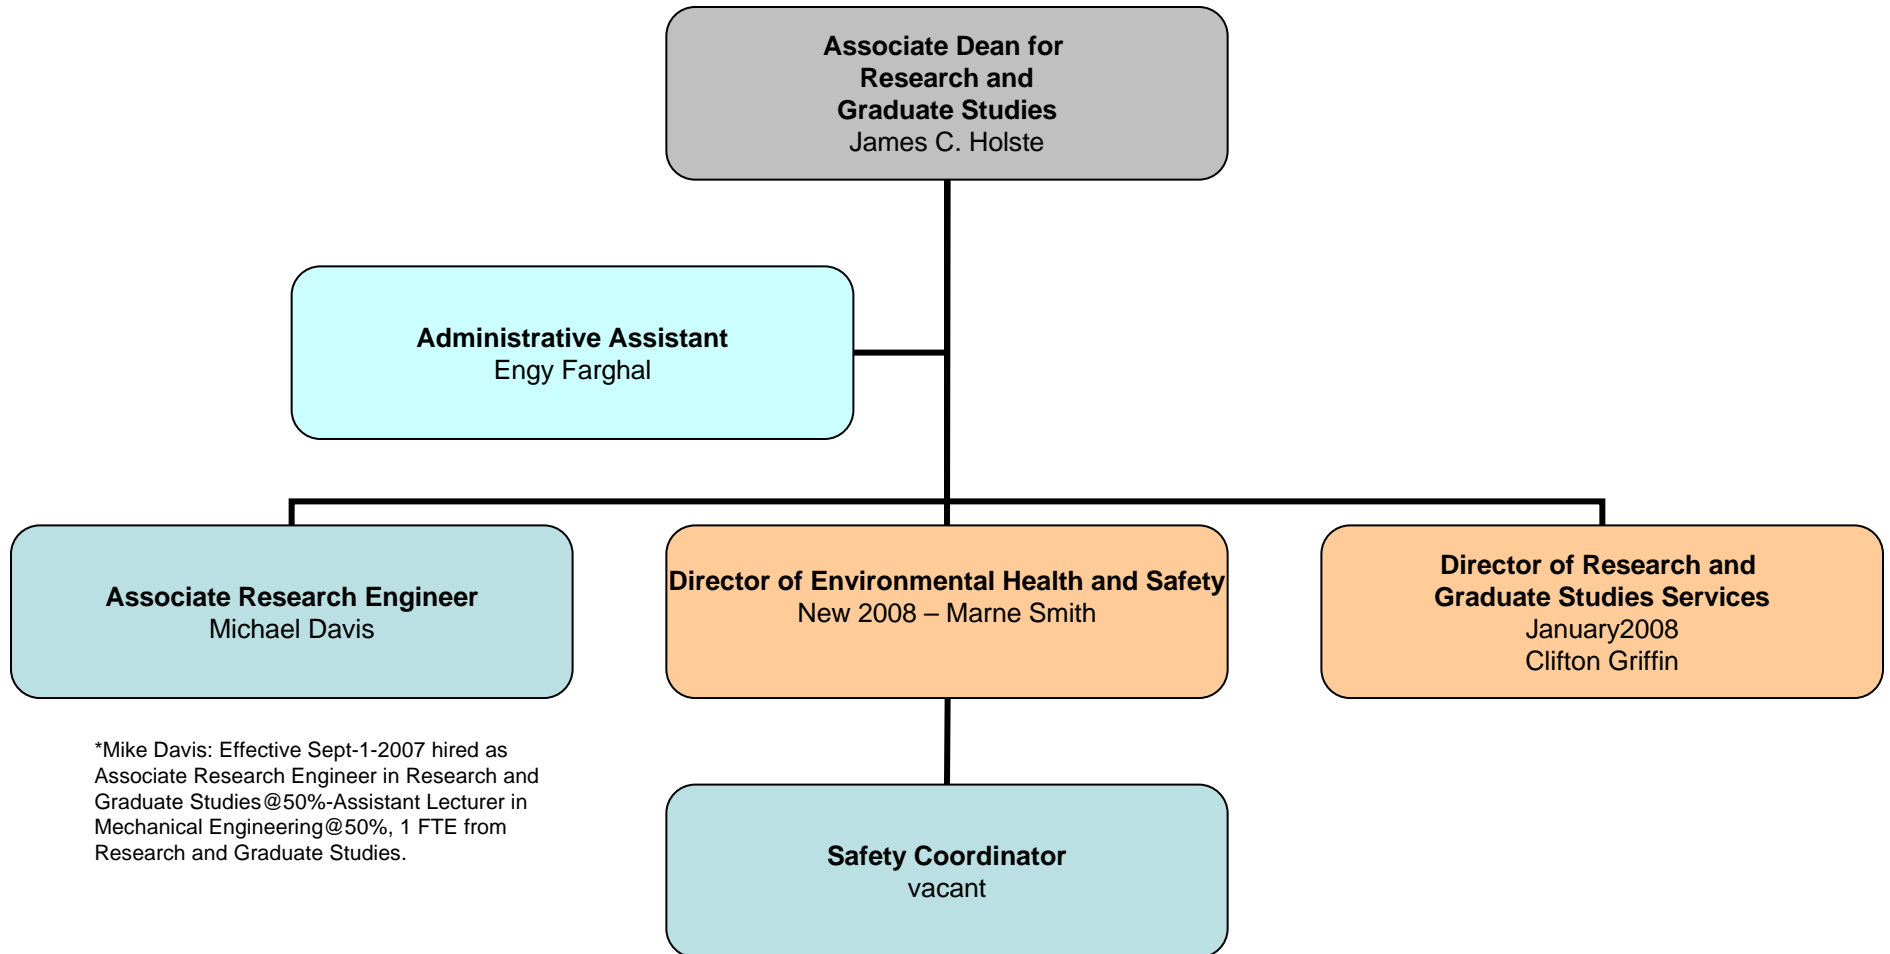 Associate Dean for
Research and
Graduate Studies
James C. Holste
Administrative Assistant
Engy Farghal
Associate Research Engineer
Michael Davis
Director of Environmental Health and Safety
New 2008 – Marne Smith
Director of Research and
Graduate Studies Services
January2008
Clifton Griffin
*Mike Davis: Effective Sept-1-2007 hired as
Associate Research Engineer in Research and
Graduate Studies@50%-Assistant Lecturer in
Mechanical Engineering@50%, 1 FTE from
Research and Graduate Studies.
Safety Coordinator
vacant